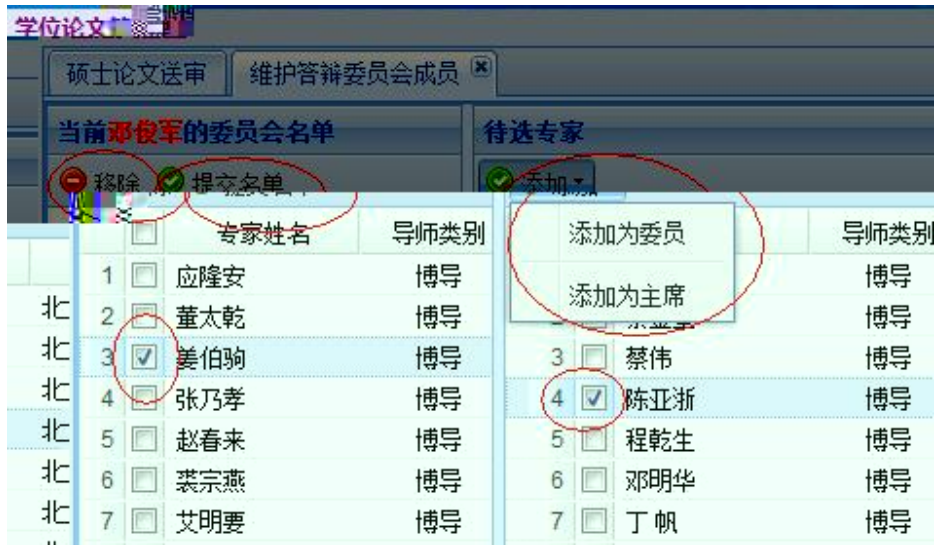 学位论文
硕士论文送审 维护答辩委员会成员
当前邓俊军的委员会名单 待选专家
移除 提交名单 添加
专家姓名 导师类别 添加为委员 导师类别
1 应隆安 博导 添加为主席 博导
北 2 董太乾 博导 博导
北 3 姜伯驹 博导 3 蔡伟 博导
北 4 张乃孝 博导 4 陈亚浙 博导
北 5 赵春来 博导 5 程乾生 博导
北 6 裘宗燕 博导 6 邓明华 博导
北 7 艾明要 博导 7 丁帆 博导